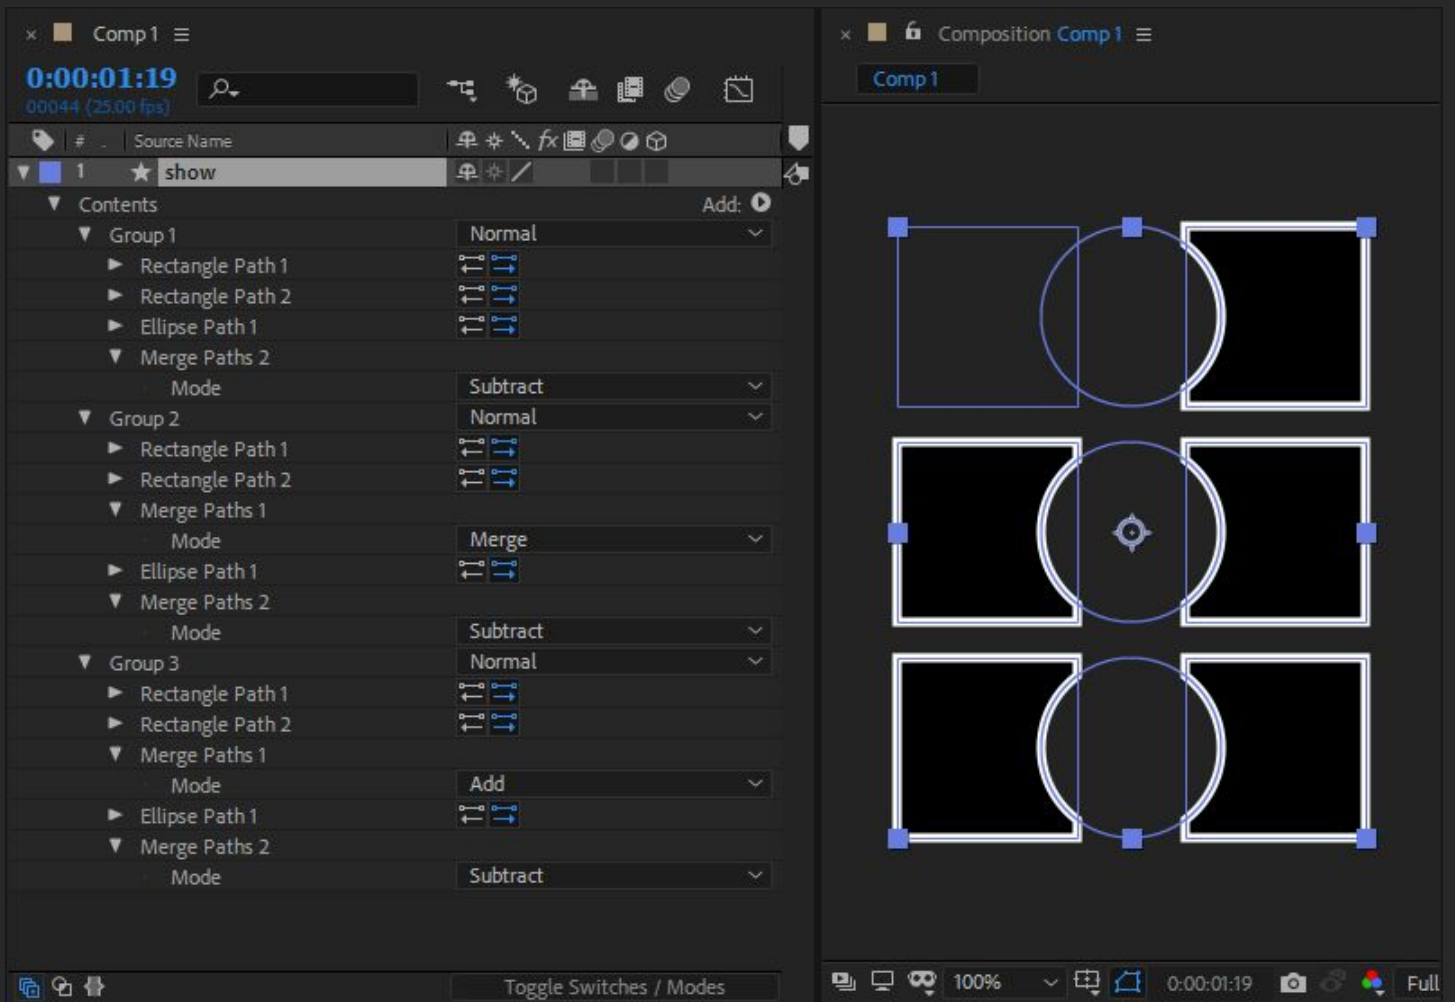 Comp 1
0:00:01:19
00044 (25.00 fps)
# . Source Name fx
1 show
Contents Add:
Group 1 Normal
Rectangle Path 1
Rectangle Path 2
Ellipse Path 1
Merge Paths 2
Mode Subtract
Group 2 Normal
Rectangle Path 1
Rectangle Path 2
Merge Paths 1
Mode Merge
Ellipse Path 1
Merge Paths 2
Mode Subtract
Group 3 Normal
Rectangle Path 1
Rectangle Path 2
Merge Paths 1
Mode Add
Ellipse Path 1
Merge Paths 2
Mode Subtract
Toggle Switches / Modes
Composition Comp 1
Comp 1
100% 0:00:01:19 Full